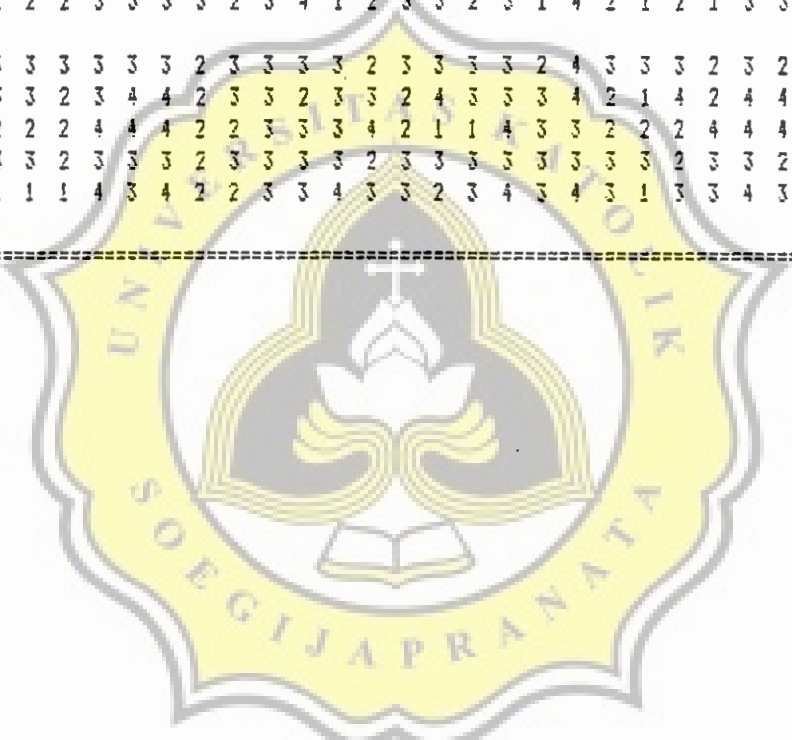 3 3 3 3 3 2 3 3 3 3 2 3 3 3 3 2 4 3 3 3 2 3 2
3 2 3 4 4 2 3 3 2 3 3 2 4 3 3 3 4 2 1 4 2 4 4
2 2 4 4 4 2 2 3 3 3 4 2 1 1 4 3 3 2 2 2 4 4 4
3 2 3 3 3 2 3 3 3 3 2 3 3 3 3 3 3 3 2 3 3 2
1 1 4 3 4 2 2 3 3 4 3 3 2 3 4 3 4 3 1 3 3 4 3
UNIVERSITAS KATOLIK
SOEGIJAPRANATA